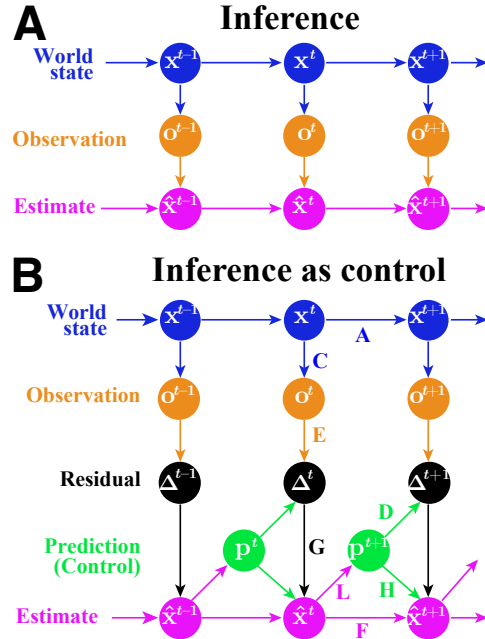 A
Inference
World
state
x^{t-1} x^{t} x^{t+1}
Observation
o^{t-1} o^{t} o^{t+1}
Estimate
x̂^{t-1} x̂^{t} x̂^{t+1}
B
Inference as control
World
state
x^{t-1} x^{t} x^{t+1}
A
C
Observation
o^{t-1} o^{t} o^{t+1}
E
Residual
Δ^{t-1} Δ^{t} Δ^{t+1}
D
Prediction
(Control)
p^{t} G p^{t+1}
L H
Estimate
x̂^{t-1} x̂^{t} x̂^{t+1}
F